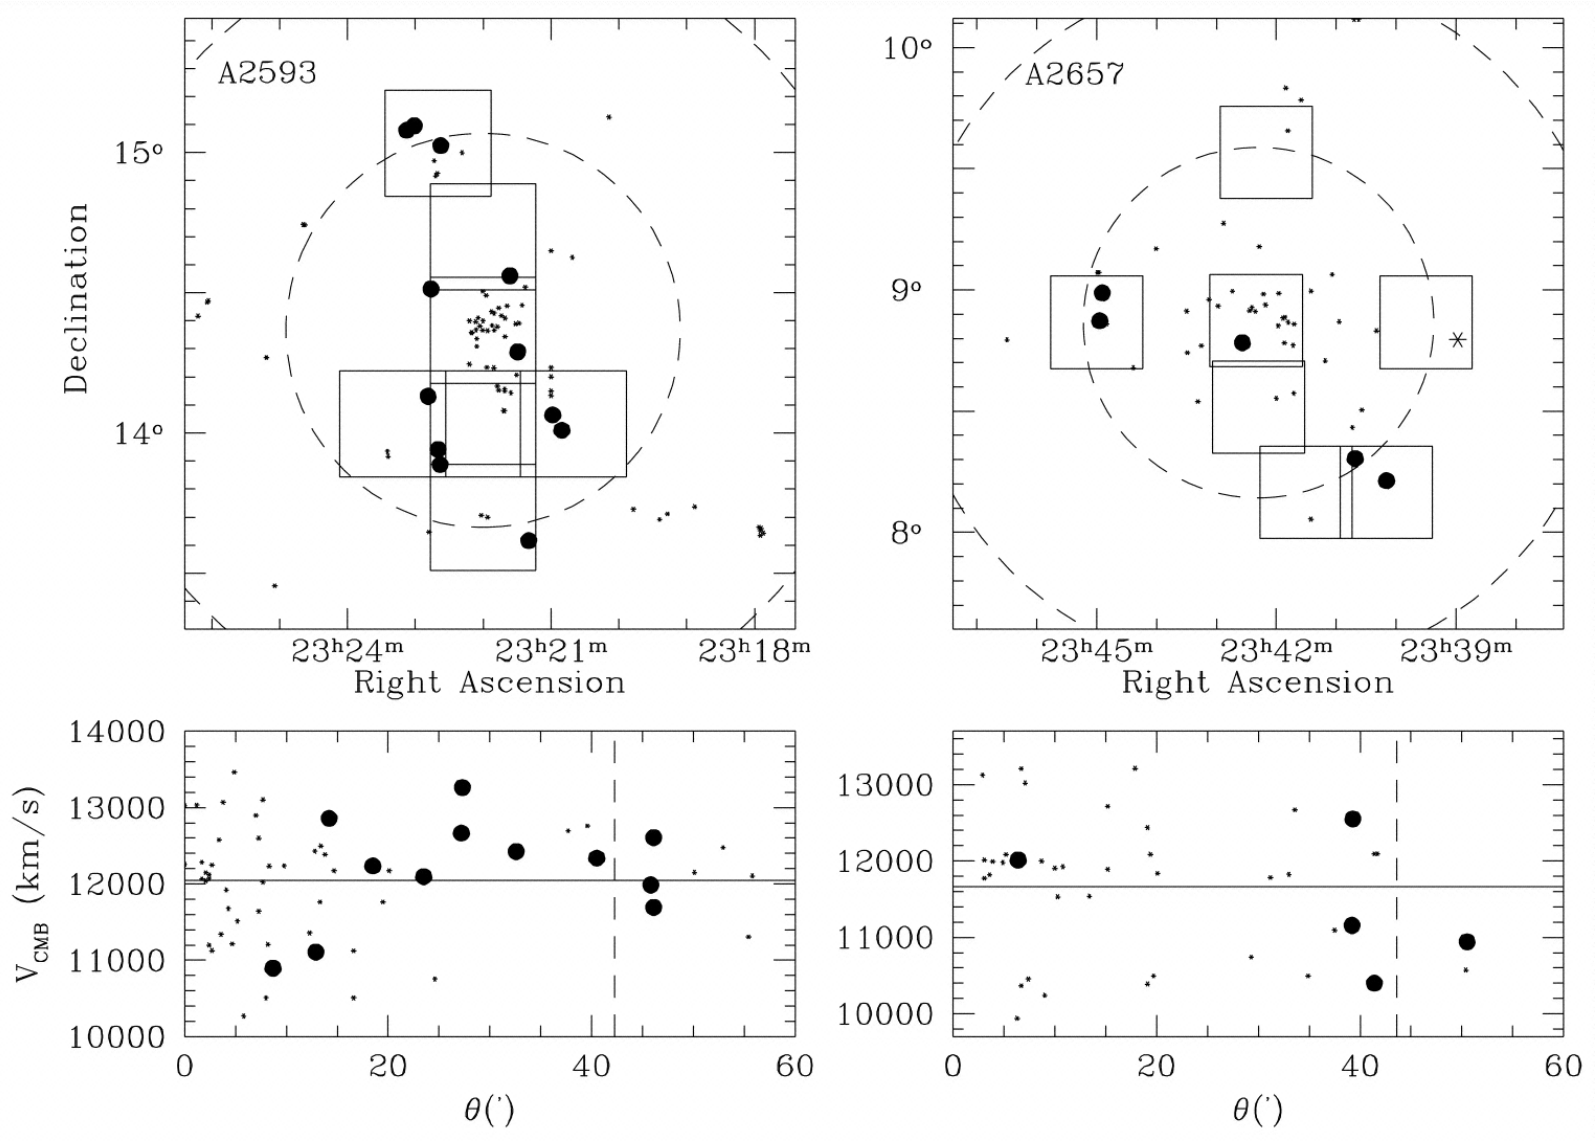 A2593
15°
14°
Declination
23ʰ24ᵐ 23ʰ21ᵐ 23ʰ18ᵐ
Right Ascension
A2657
10°
9°
8°
23ʰ45ᵐ 23ʰ42ᵐ 23ʰ39ᵐ
Right Ascension
14000
13000
12000
11000
10000
V_CMB (km/s)
0 20 40 60
θ(')
13000
12000
11000
10000
0 20 40 60
θ(')